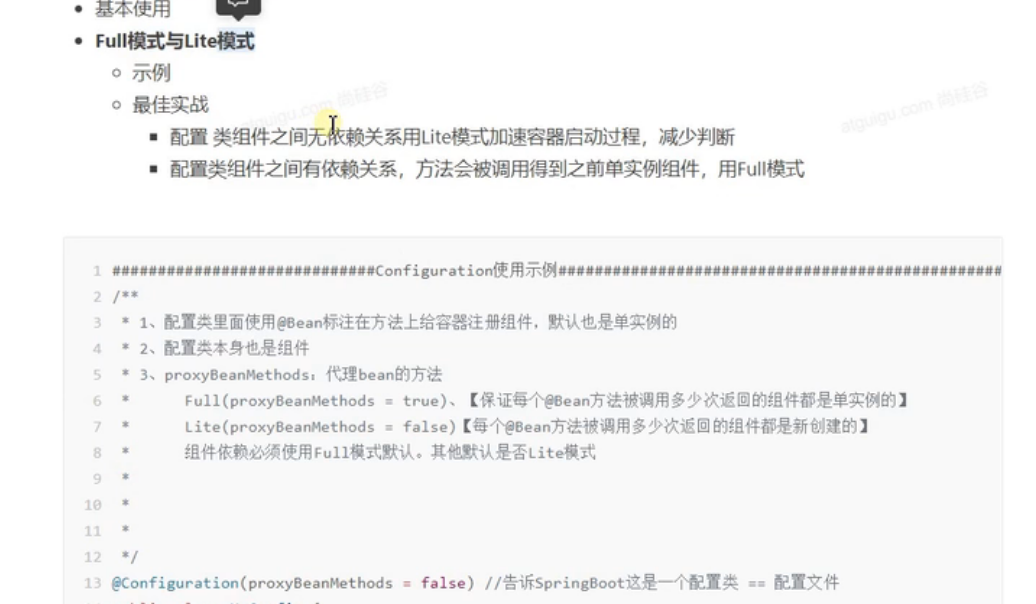 基本使用
Full模式与Lite模式
示例
最佳实战
配置 类组件之间无依赖关系用Lite模式加速容器启动过程，减少判断
配置类组件之间有依赖关系，方法会被调用得到之前单实例组件，用Full模式
atguigu.com 尚硅谷
atguigu.com 尚硅谷
1 ############################Configuration使用示例###############################################
2 /**
3 * 1、配置类里面使用@Bean标注在方法上给容器注册组件，默认也是单实例的
4 * 2、配置类本身也是组件
5 * 3、proxyBeanMethods：代理bean的方法
6 * Full(proxyBeanMethods = true)、【保证每个@Bean方法被调用多少次返回的组件都是单实例的】
7 * Lite(proxyBeanMethods = false)【每个@Bean方法被调用多少次返回的组件都是新创建的】
8 * 组件依赖必须使用Full模式默认。其他默认是否Lite模式
9 *
10 *
11 *
12 */
13 @Configuration(proxyBeanMethods = false) //告诉SpringBoot这是一个配置类 == 配置文件